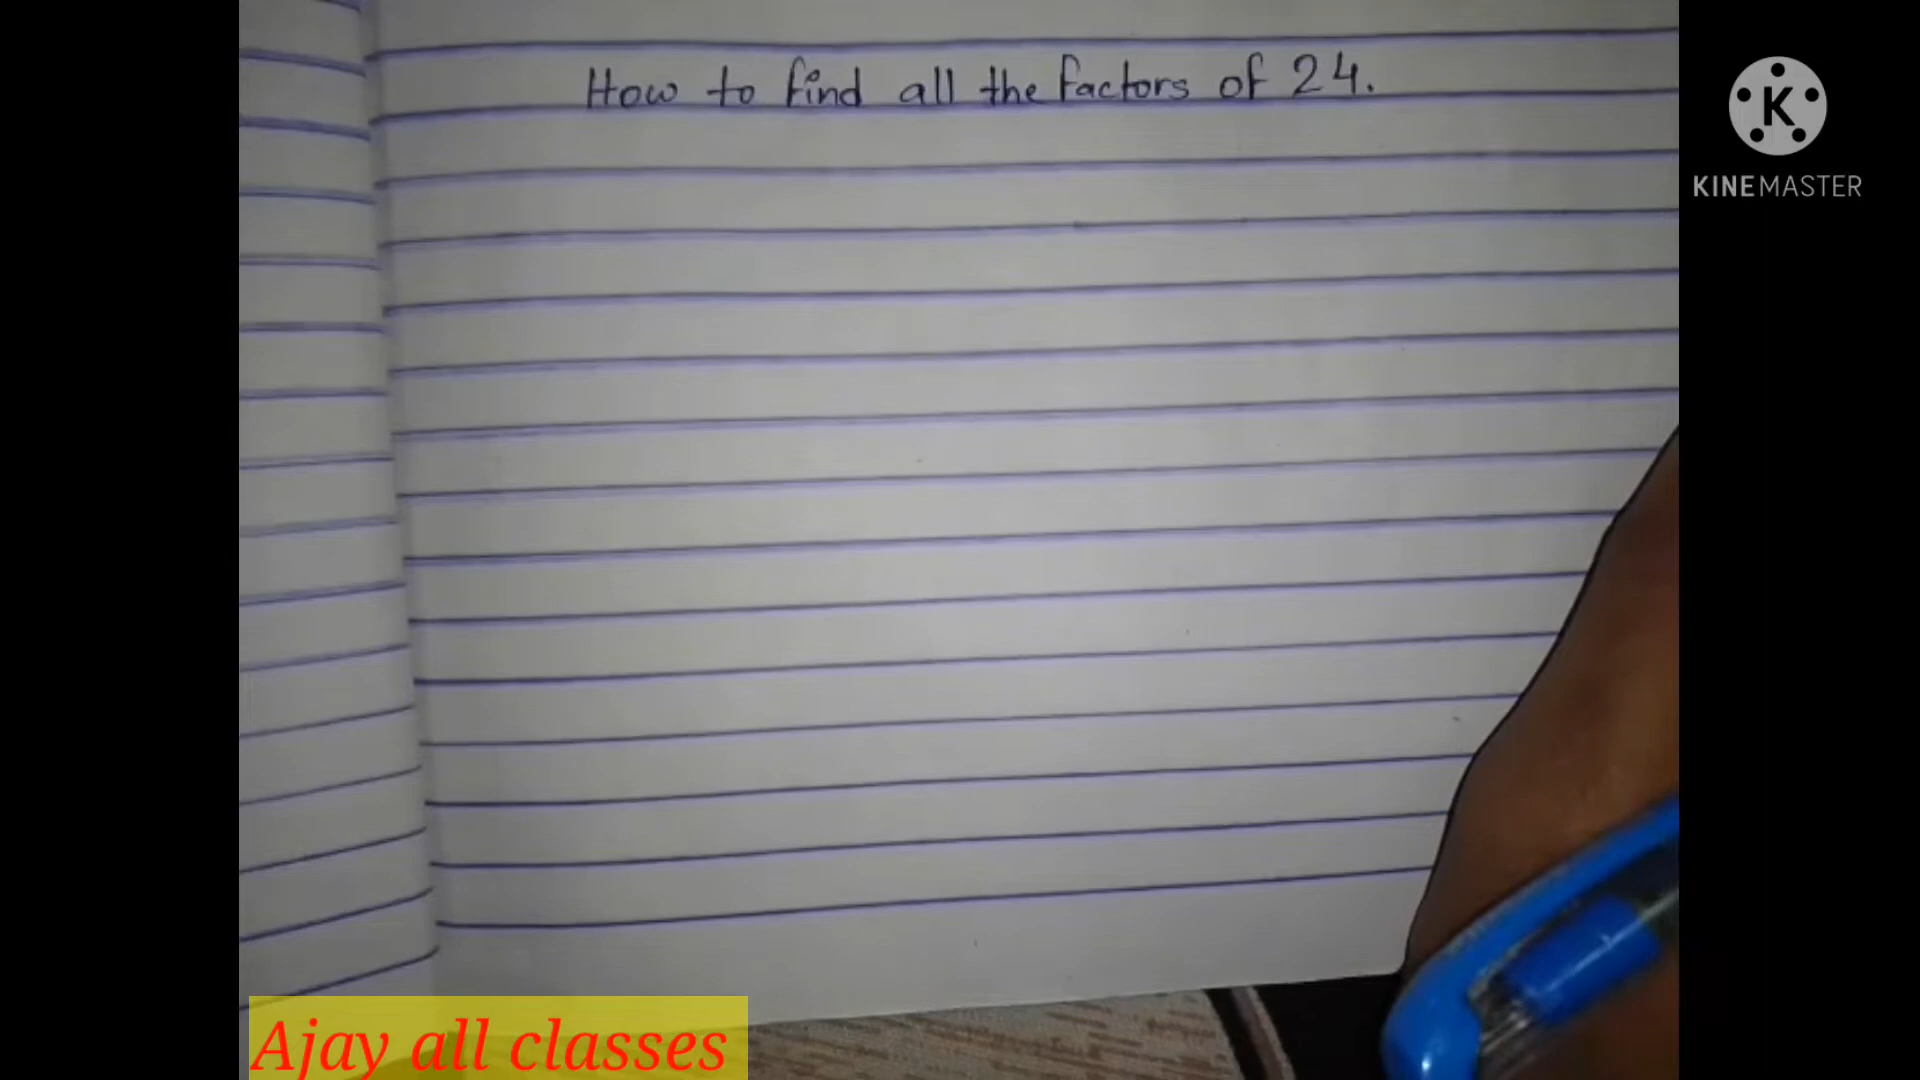 How to find all the factors of 24.
K
KINEMASTER
Ajay all classes